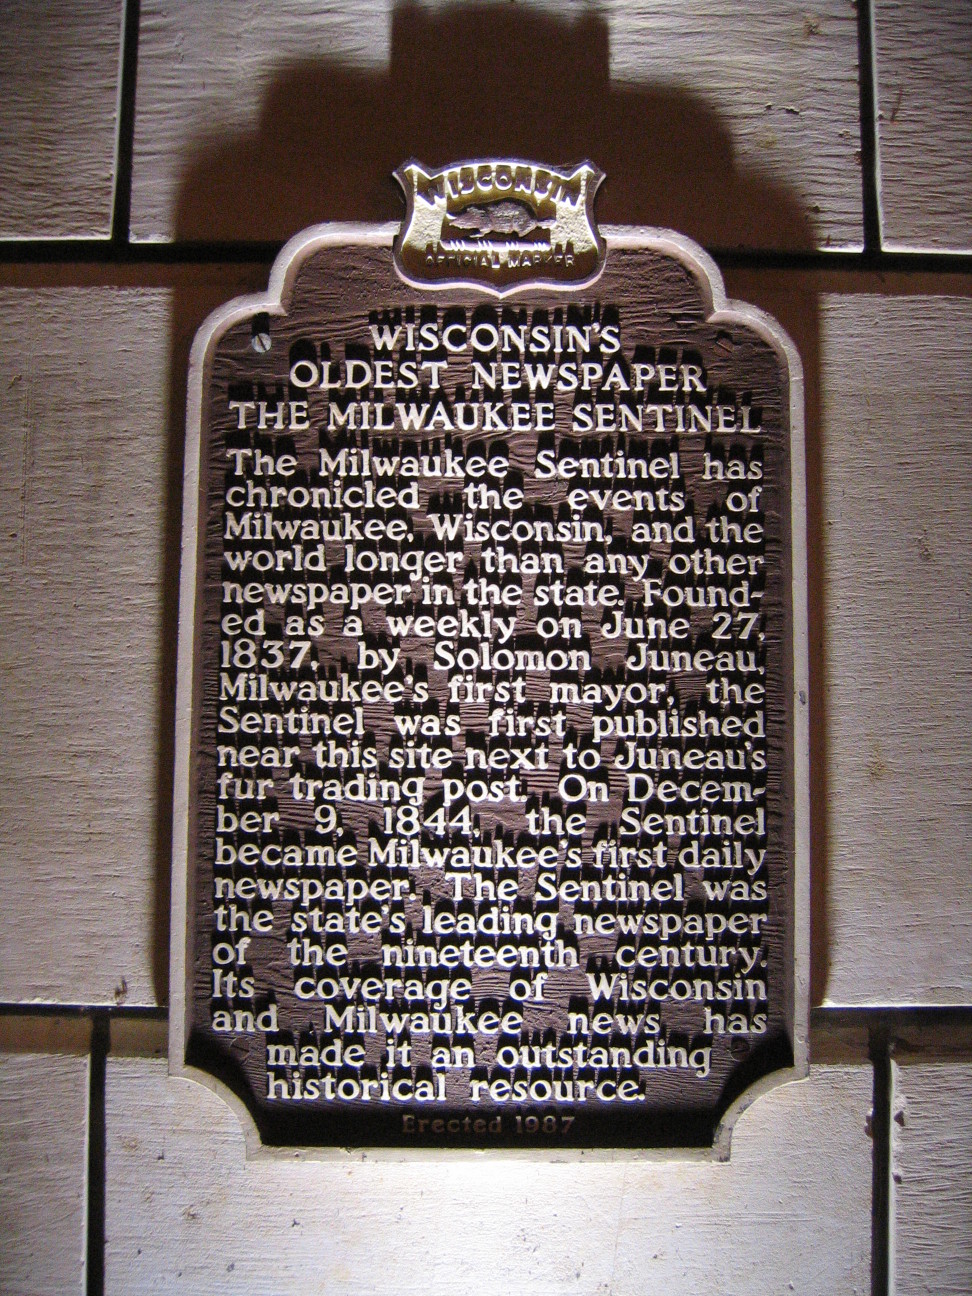 WISCONSIN
OFFICIAL MARKER
WISCONSIN'S
OLDEST NEWSPAPER
THE MILWAUKEE SENTINEL
The Milwaukee Sentinel has
chronicled the events of
Milwaukee, Wisconsin, and the
world longer than any other
newspaper in the state. Found-
ed as a weekly on June 27,
1837, by Solomon Juneau,
Milwaukee's first mayor, the
Sentinel was first published
near this site next to Juneau's
fur trading post. On Decem-
ber 9, 1844, the Sentinel
became Milwaukee's first daily
newspaper. The Sentinel was
the state's leading newspaper
of the nineteenth century.
Its coverage of Wisconsin
and Milwaukee news has
made it an outstanding
historical resource.
Erected 1987